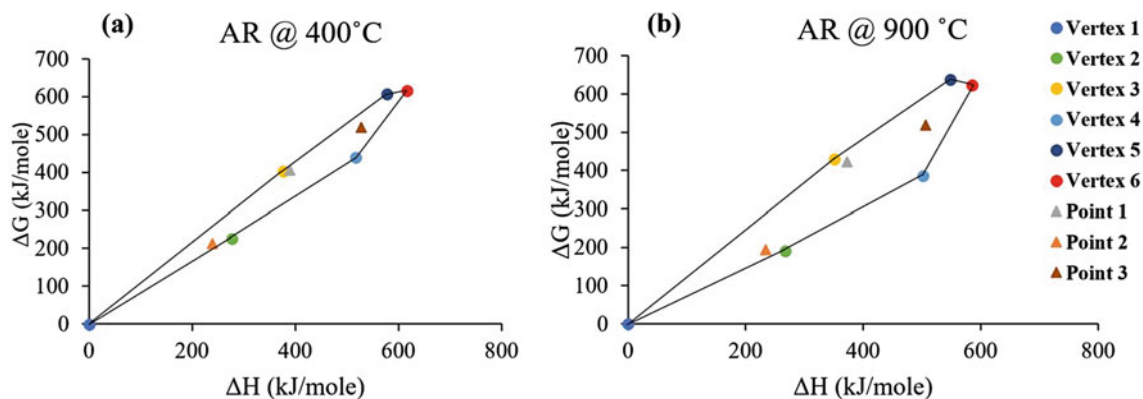 (a)
AR @ 400˚C
700
600
500
400
300
200
100
0
ΔG (kJ/mole)
0 200 400 600 800
ΔH (kJ/mole)
(b)
AR @ 900 ˚C
700
600
500
400
300
200
100
0
ΔG (kJ/mole)
0 200 400 600 800
ΔH (kJ/mole)
Vertex 1
Vertex 2
Vertex 3
Vertex 4
Vertex 5
Vertex 6
Point 1
Point 2
Point 3